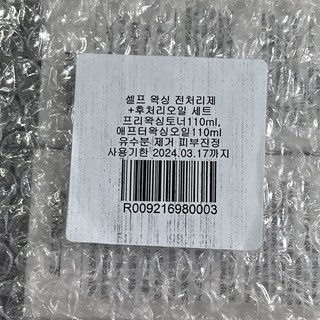 셀프 왁싱 전처리제
+후처리오일 세트
프리왁싱토너110ml,
애프터왁싱오일110ml
유수분 제거 피부진정
사용기한 2024.03.17까지
R009216980003